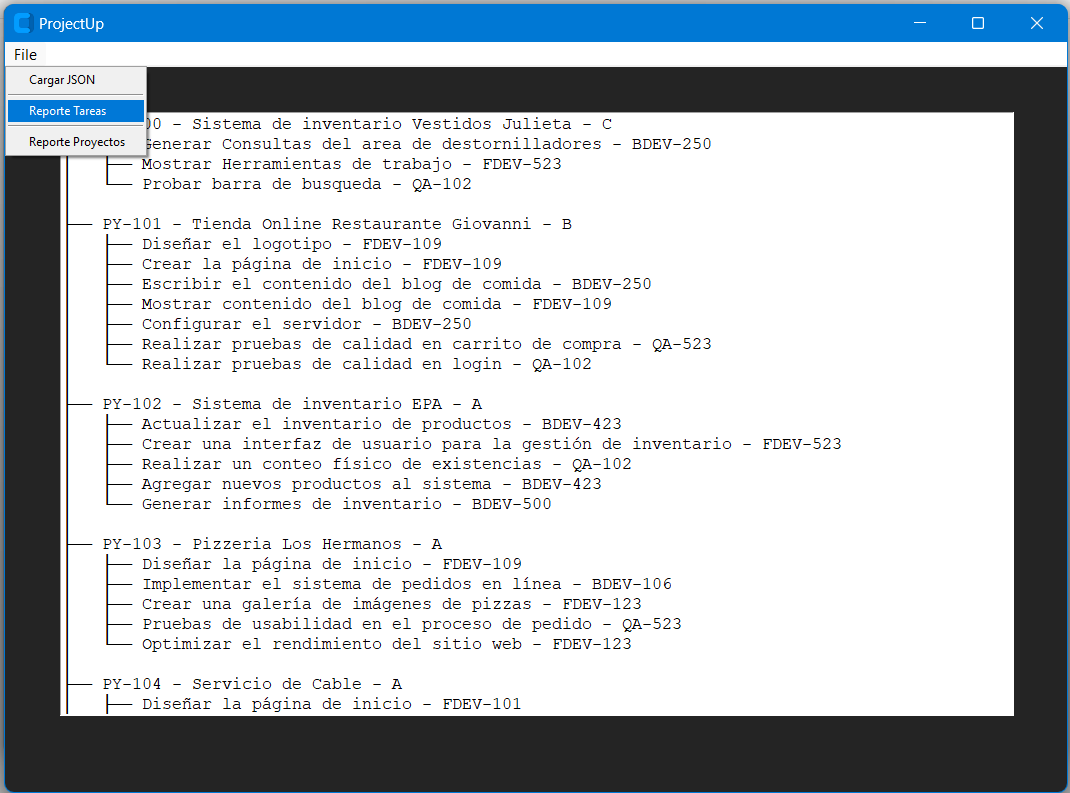 ProjectUp
File
Cargar JSON
Reporte Tareas
Reporte Proyectos
00 - Sistema de inventario Vestidos Julieta - C
Generar Consultas del area de destornilladores - BDEV-250
├── Mostrar Herramientas de trabajo - FDEV-523
└── Probar barra de busqueda - QA-102
├── PY-101 - Tienda Online Restaurante Giovanni - B
├── Diseñar el logotipo - FDEV-109
├── Crear la página de inicio - FDEV-109
├── Escribir el contenido del blog de comida - BDEV-250
├── Mostrar contenido del blog de comida - FDEV-109
├── Configurar el servidor - BDEV-250
├── Realizar pruebas de calidad en carrito de compra - QA-523
└── Realizar pruebas de calidad en login - QA-102
├── PY-102 - Sistema de inventario EPA - A
├── Actualizar el inventario de productos - BDEV-423
├── Crear una interfaz de usuario para la gestión de inventario - FDEV-523
├── Realizar un conteo físico de existencias - QA-102
├── Agregar nuevos productos al sistema - BDEV-423
└── Generar informes de inventario - BDEV-500
├── PY-103 - Pizzeria Los Hermanos - A
├── Diseñar la página de inicio - FDEV-109
├── Implementar el sistema de pedidos en línea - BDEV-106
├── Crear una galería de imágenes de pizzas - FDEV-123
├── Pruebas de usabilidad en el proceso de pedido - QA-523
└── Optimizar el rendimiento del sitio web - FDEV-123
├── PY-104 - Servicio de Cable - A
├── Diseñar la página de inicio - FDEV-101